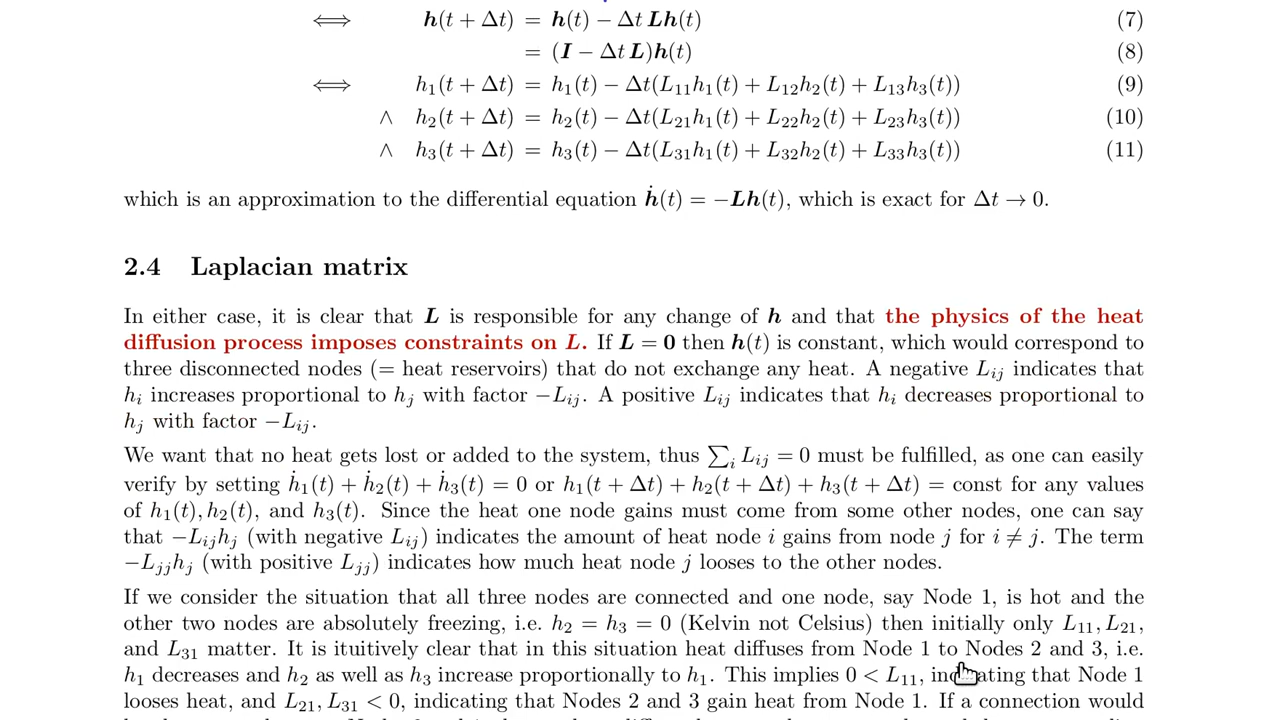 ⟺ h(t + Δt) = h(t) − Δt Lh(t) (7)
= (I − Δt L)h(t) (8)
⟺ h₁(t + Δt) = h₁(t) − Δt(L₁₁h₁(t) + L₁₂h₂(t) + L₁₃h₃(t)) (9)
∧ h₂(t + Δt) = h₂(t) − Δt(L₂₁h₁(t) + L₂₂h₂(t) + L₂₃h₃(t)) (10)
∧ h₃(t + Δt) = h₃(t) − Δt(L₃₁h₁(t) + L₃₂h₂(t) + L₃₃h₃(t)) (11)
which is an approximation to the differential equation ḣ(t) = −Lh(t), which is exact for Δt → 0.
2.4 Laplacian matrix
In either case, it is clear that L is responsible for any change of h and that the physics of the heat
diffusion process imposes constraints on L. If L = 0 then h(t) is constant, which would correspond to
three disconnected nodes (= heat reservoirs) that do not exchange any heat. A negative Lᵢⱼ indicates that
hᵢ increases proportional to hⱼ with factor −Lᵢⱼ. A positive Lᵢⱼ indicates that hᵢ decreases proportional to
hⱼ with factor −Lᵢⱼ.
We want that no heat gets lost or added to the system, thus ∑ᵢ Lᵢⱼ = 0 must be fulfilled, as one can easily
verify by setting ḣ₁(t) + ḣ₂(t) + ḣ₃(t) = 0 or h₁(t + Δt) + h₂(t + Δt) + h₃(t + Δt) = const for any values
of h₁(t), h₂(t), and h₃(t). Since the heat one node gains must come from some other nodes, one can say
that −Lᵢⱼhⱼ (with negative Lᵢⱼ) indicates the amount of heat node i gains from node j for i ≠ j. The term
−Lⱼⱼhⱼ (with positive Lⱼⱼ) indicates how much heat node j looses to the other nodes.
If we consider the situation that all three nodes are connected and one node, say Node 1, is hot and the
other two nodes are absolutely freezing, i.e. h₂ = h₃ = 0 (Kelvin not Celsius) then initially only L₁₁, L₂₁,
and L₃₁ matter. It is ituitively clear that in this situation heat diffuses from Node 1 to Nodes 2 and 3, i.e.
h₁ decreases and h₂ as well as h₃ increase proportionally to h₁. This implies 0 < L₁₁, indicating that Node 1
looses heat, and L₂₁, L₃₁ < 0, indicating that Nodes 2 and 3 gain heat from Node 1. If a connection would